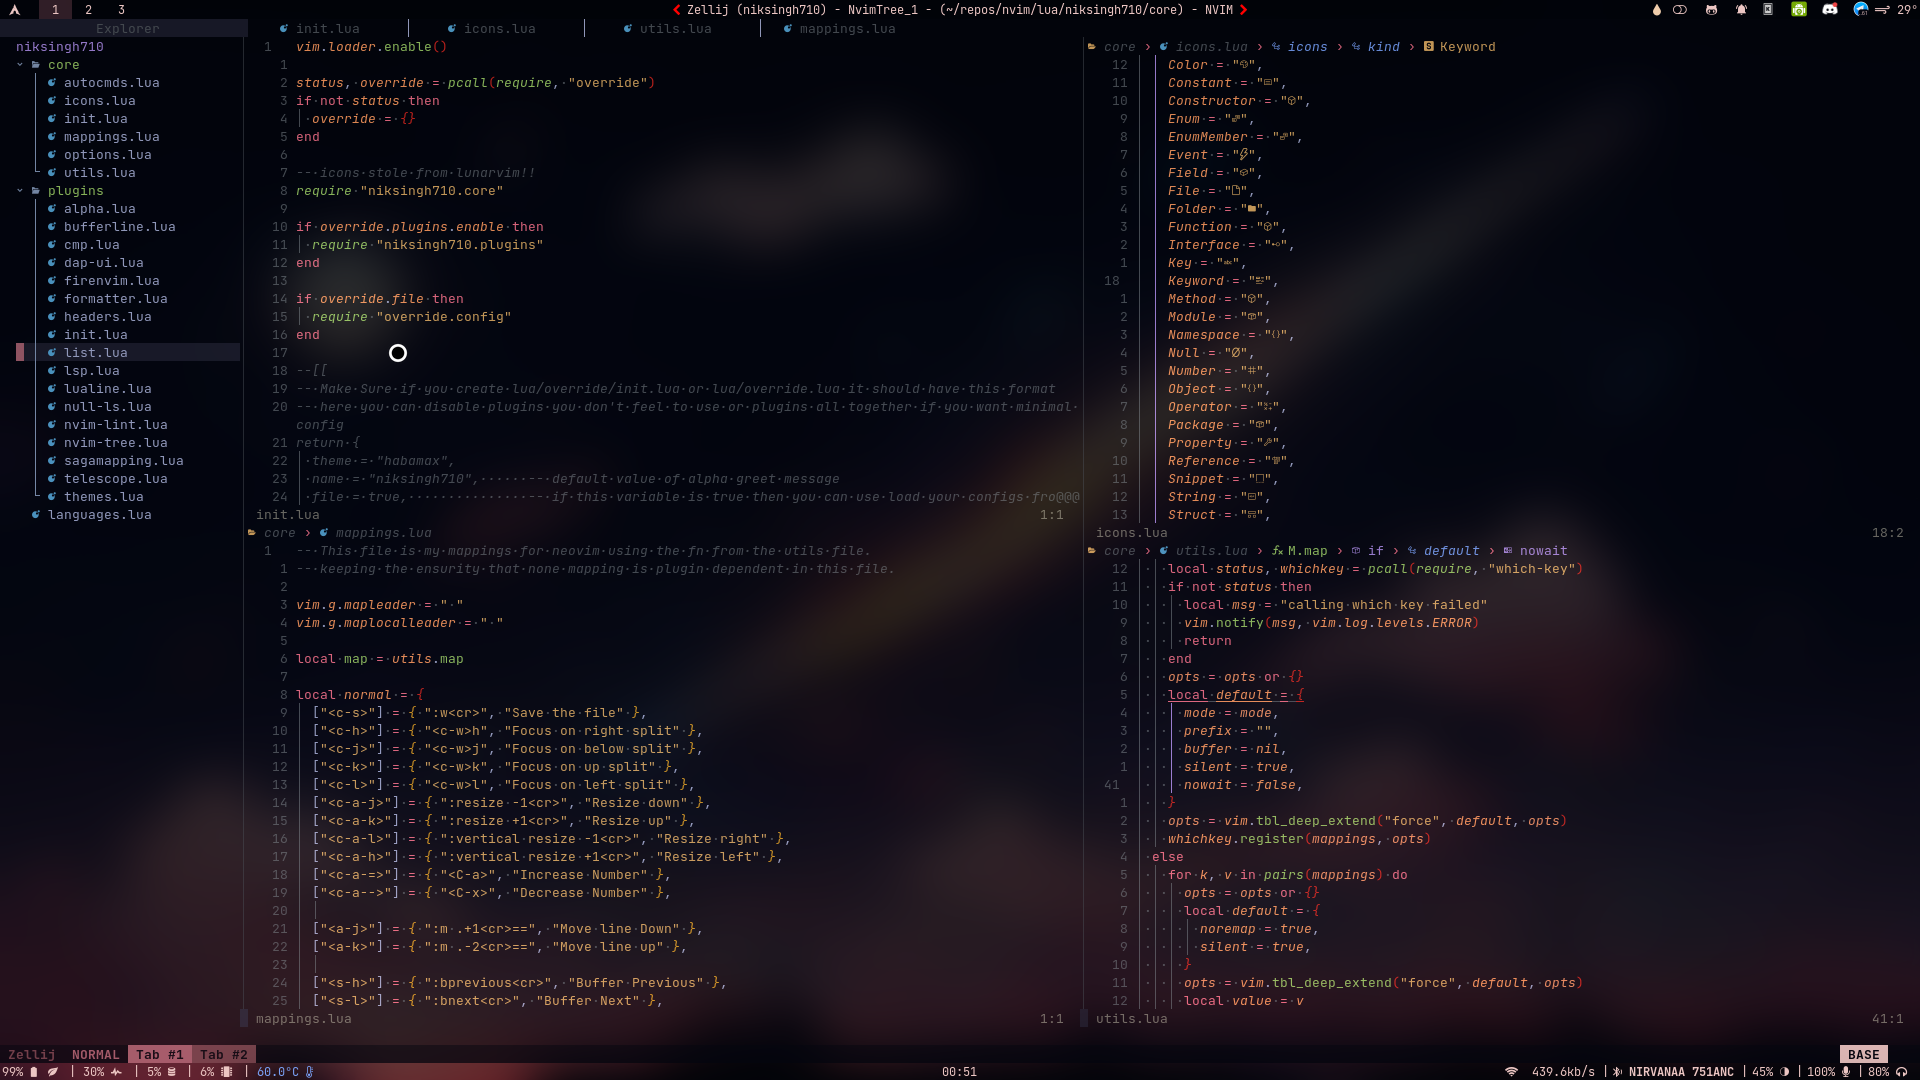 1 2 3 Zellij (niksingh710) - NvimTree_1 - (~/repos/nvim/lua/niksingh710/core) - NVIM 29°
Explorer init.lua icons.lua utils.lua mappings.lua
niksingh710
core
autocmds.lua
icons.lua
init.lua
mappings.lua
options.lua
utils.lua
plugins
alpha.lua
bufferline.lua
cmp.lua
dap-ui.lua
firenvim.lua
formatter.lua
headers.lua
init.lua
list.lua
lsp.lua
lualine.lua
null-ls.lua
nvim-lint.lua
nvim-tree.lua
sagamapping.lua
telescope.lua
themes.lua
languages.lua
1 vim.loader.enable()
1
2 status, override = pcall(require, "override")
3 if not status then
4 override = {}
5 end
6
7 -- icons stole from lunarvim!!
8 require "niksingh710.core"
9
10 if override.plugins.enable then
11 require "niksingh710.plugins"
12 end
13
14 if override.file then
15 require "override.config"
16 end
17
18 --[[
19 -- Make Sure if you create lua/override/init.lua or lua/override.lua it should have this format
20 -- here you can disable plugins you don't feel to use or plugins all together if you want minimal
config
21 return {
22 theme = "habamax",
23 name = "niksingh710", -- default value of alpha greet message
24 file = true, -- if this variable is true then you can use load your configs fro@@@
init.lua 1:1
core > mappings.lua
1 -- This file is my mappings for neovim using the fn from the utils file.
1 -- keeping the ensurity that none mapping is plugin dependent in this file.
2
3 vim.g.mapleader = " "
4 vim.g.maplocalleader = " "
5
6 local map = utils.map
7
8 local normal = {
9 ["<c-s>"] = { ":w<cr>", "Save the file" },
10 ["<c-h>"] = { "<c-w>h", "Focus on right split" },
11 ["<c-j>"] = { "<c-w>j", "Focus on below split" },
12 ["<c-k>"] = { "<c-w>k", "Focus on up split" },
13 ["<c-l>"] = { "<c-w>l", "Focus on left split" },
14 ["<c-a-j>"] = { ":resize -1<cr>", "Resize down" },
15 ["<c-a-k>"] = { ":resize +1<cr>", "Resize up" },
16 ["<c-a-l>"] = { ":vertical resize -1<cr>", "Resize right" },
17 ["<c-a-h>"] = { ":vertical resize +1<cr>", "Resize left" },
18 ["<c-a-=>"] = { "<C-a>", "Increase Number" },
19 ["<c-a-->"] = { "<C-x>", "Decrease Number" },
20
21 ["<a-j>"] = { ":m .+1<cr>==", "Move line Down" },
22 ["<a-k>"] = { ":m .-2<cr>==", "Move line up" },
23
24 ["<s-h>"] = { ":bprevious<cr>", "Buffer Previous" },
25 ["<s-l>"] = { ":bnext<cr>", "Buffer Next" },
mappings.lua 1:1
core > icons.lua > icons > kind > Keyword
12 Color = "",
11 Constant = "",
10 Constructor = "",
9 Enum = "",
8 EnumMember = "",
7 Event = "",
6 Field = "",
5 File = "",
4 Folder = "",
3 Function = "",
2 Interface = "",
1 Key = "",
18 Keyword = "",
1 Method = "",
2 Module = "",
3 Namespace = "",
4 Null = "",
5 Number = "",
6 Object = "",
7 Operator = "",
8 Package = "",
9 Property = "",
10 Reference = "",
11 Snippet = "",
12 String = "",
13 Struct = "",
icons.lua 18:2
core > utils.lua > M.map > if > default > nowait
12 local status, whichkey = pcall(require, "which-key")
11 if not status then
10 local msg = "calling which key failed"
9 vim.notify(msg, vim.log.levels.ERROR)
8 return
7 end
6 opts = opts or {}
5 local default = {
4 mode = mode,
3 prefix = "",
2 buffer = nil,
1 silent = true,
41 nowait = false,
1 }
2 opts = vim.tbl_deep_extend("force", default, opts)
3 whichkey.register(mappings, opts)
4 else
5 for k, v in pairs(mappings) do
6 opts = opts or {}
7 local default = {
8 noremap = true,
9 silent = true,
10 }
11 opts = vim.tbl_deep_extend("force", default, opts)
12 local value = v
utils.lua 41:1
Zellij NORMAL Tab #1 Tab #2 BASE
99% | 30% | 5% | 6% | 60.0°C 00:51 439.6kb/s | NIRVANAA 751ANC | 45% | 100% | 80%